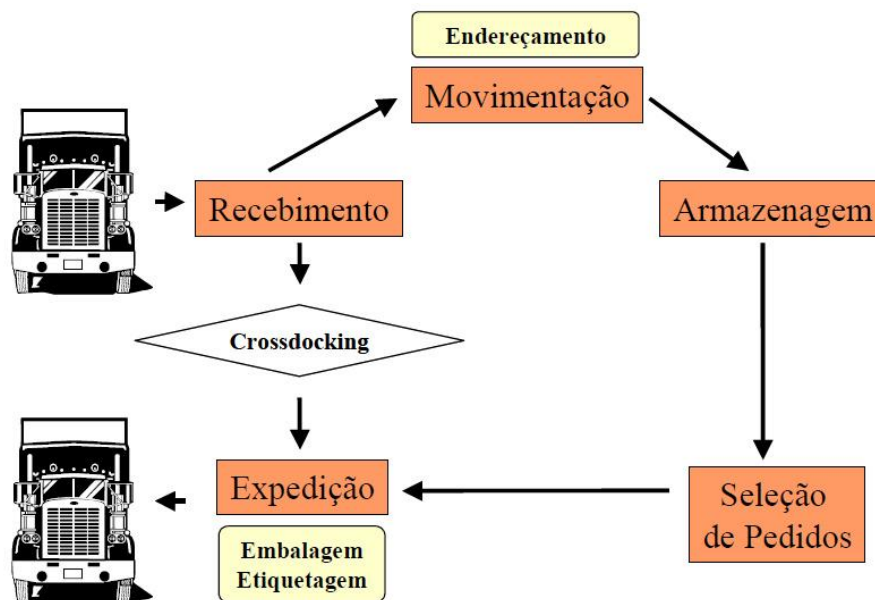 Endereçamento
Movimentação
Recebimento
Armazenagem
Crossdocking
Expedição
Seleção
de Pedidos
Embalagem
Etiquetagem